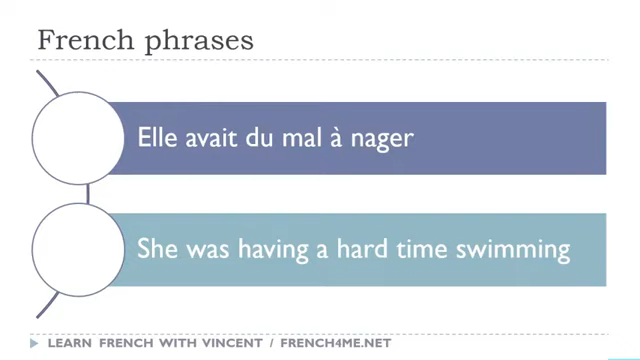 French phrases
Elle avait du mal à nager
She was having a hard time swimming
LEARN FRENCH WITH VINCENT / FRENCH4ME.NET